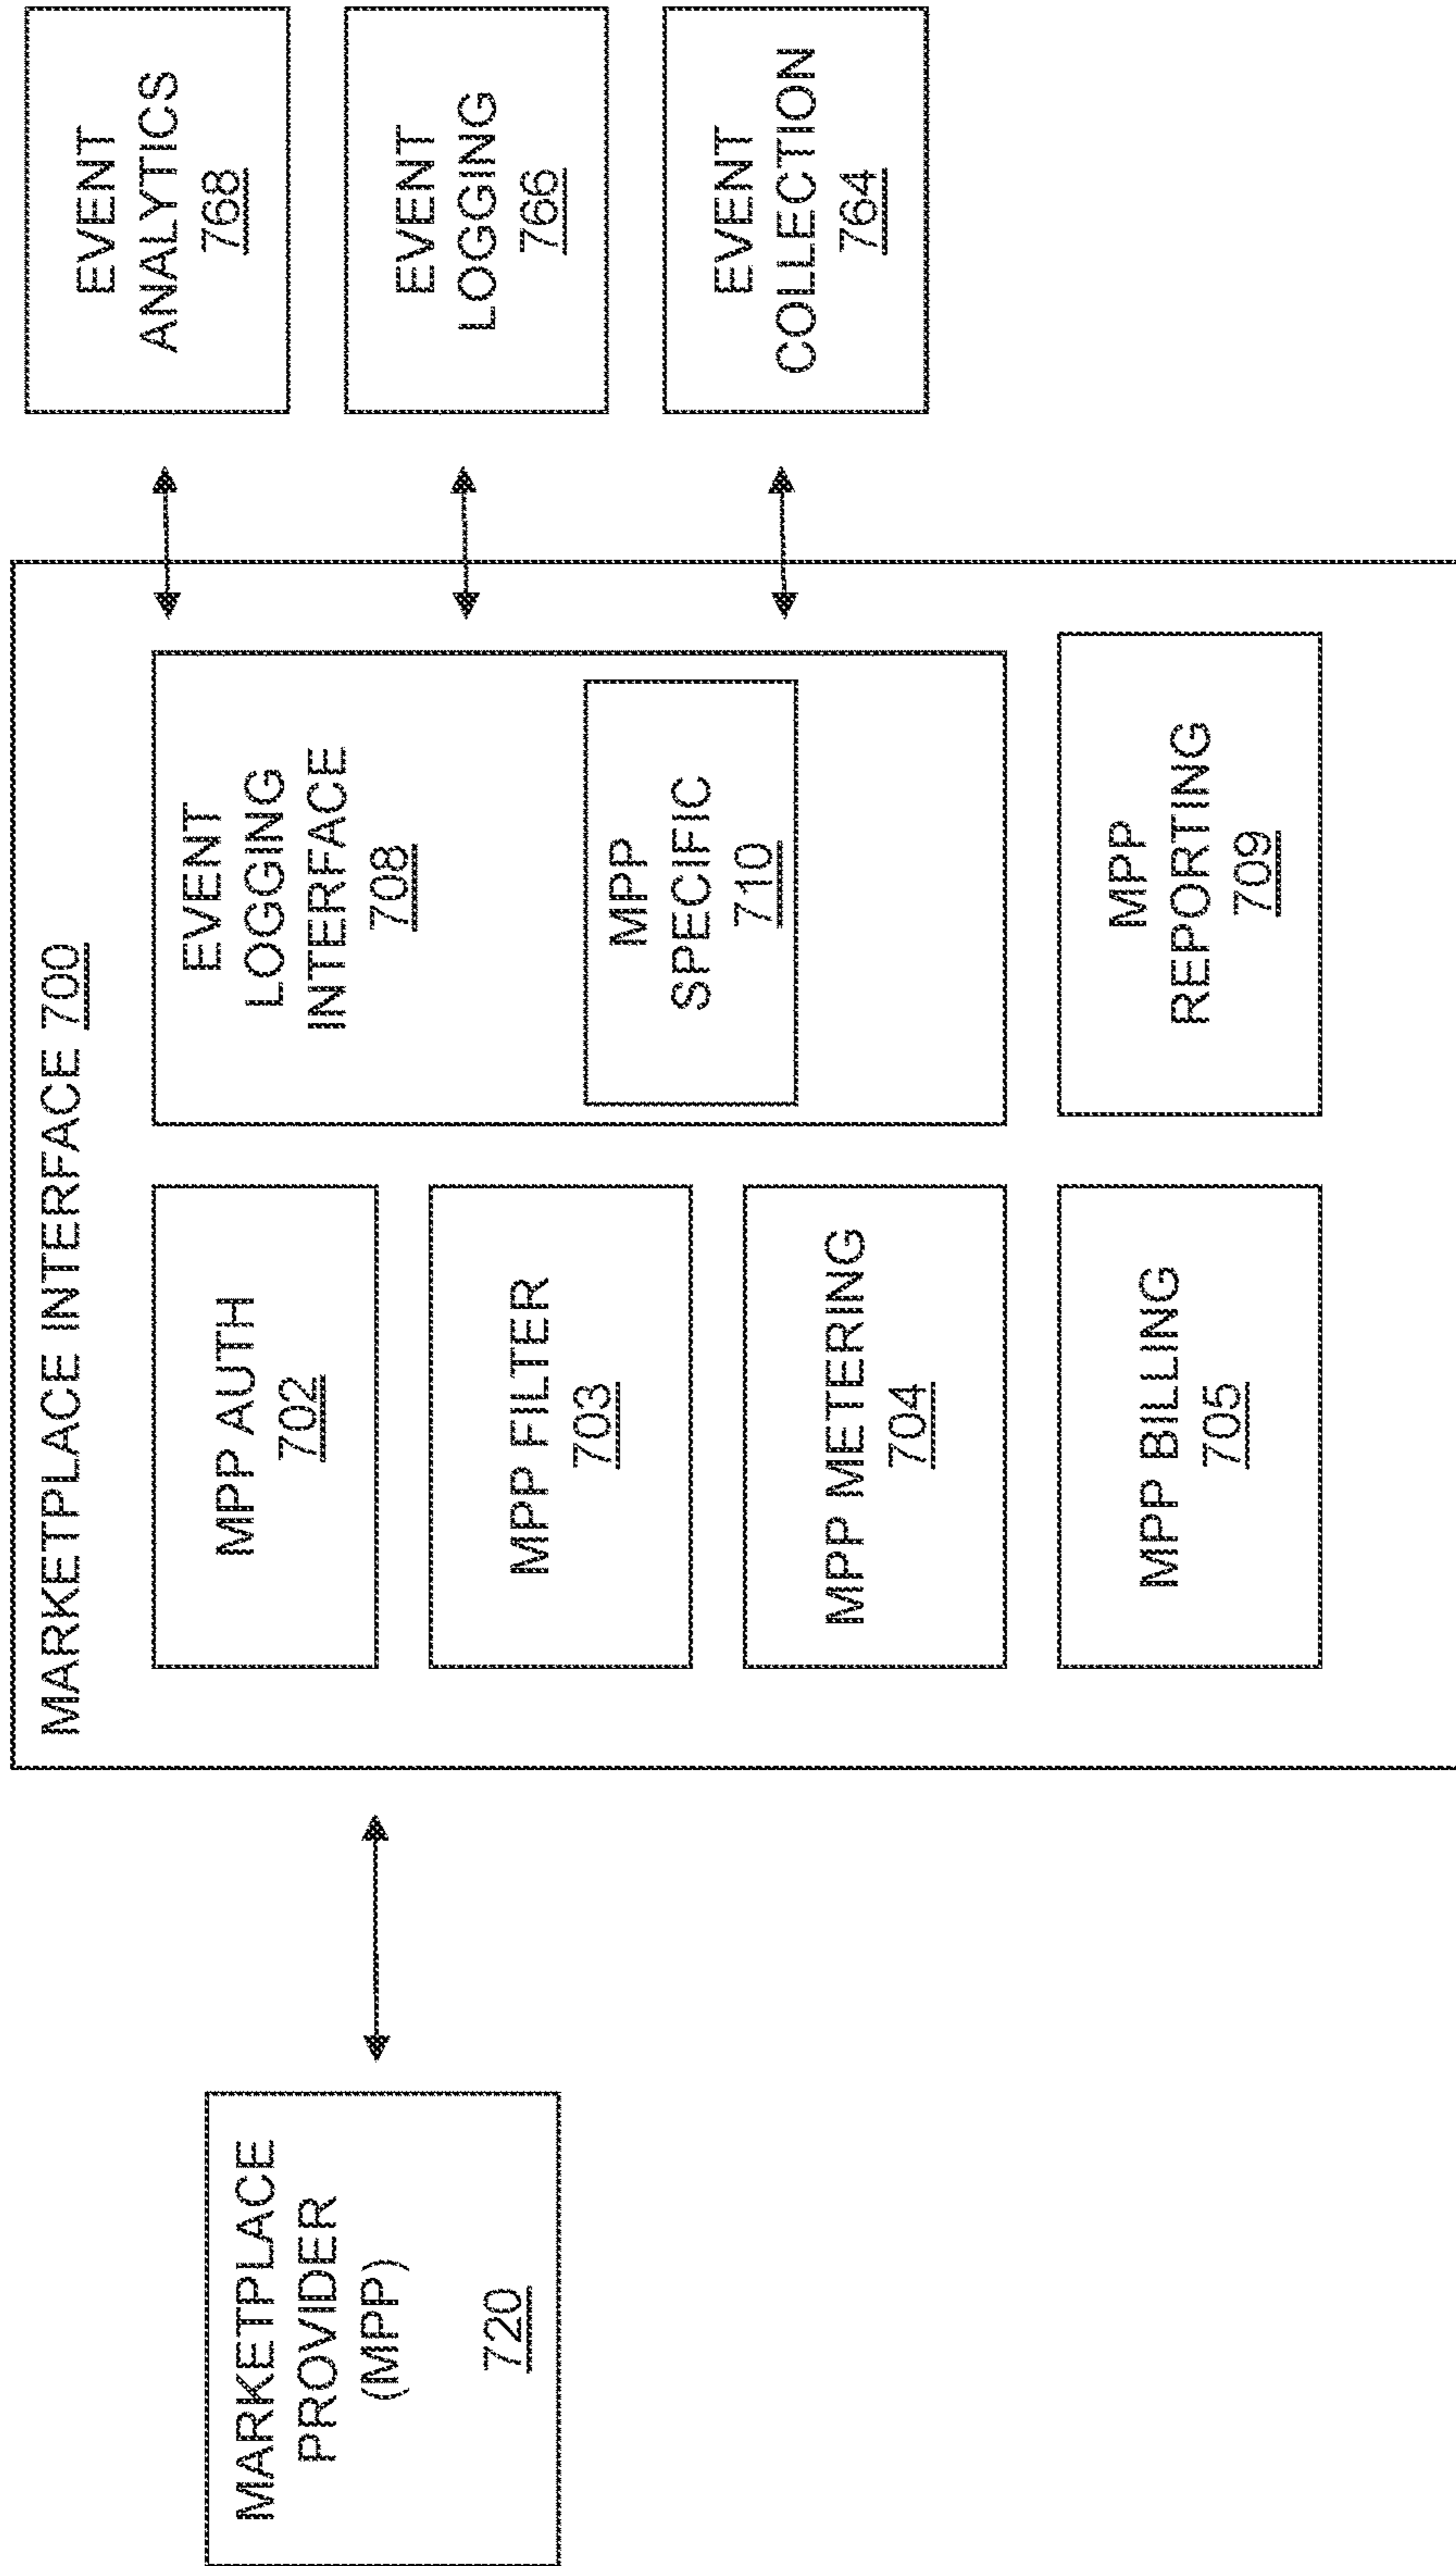 MARKETPLACE
PROVIDER
(MPP)
720
MARKETPLACE INTERFACE 700
MPP AUTH
702
MPP FILTER
703
MPP METERING
704
MPP BILLING
705
EVENT
LOGGING
INTERFACE
708
MPP
SPECIFIC
710
MPP
REPORTING
709
EVENT
ANALYTICS
768
EVENT
LOGGING
766
EVENT
COLLECTION
764